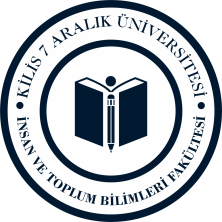 KİLİS 7 ARALIK ÜNİVERSİTESİ
İNSAN VE TOPLUM BİLİMLERİ FAKÜLTESİ